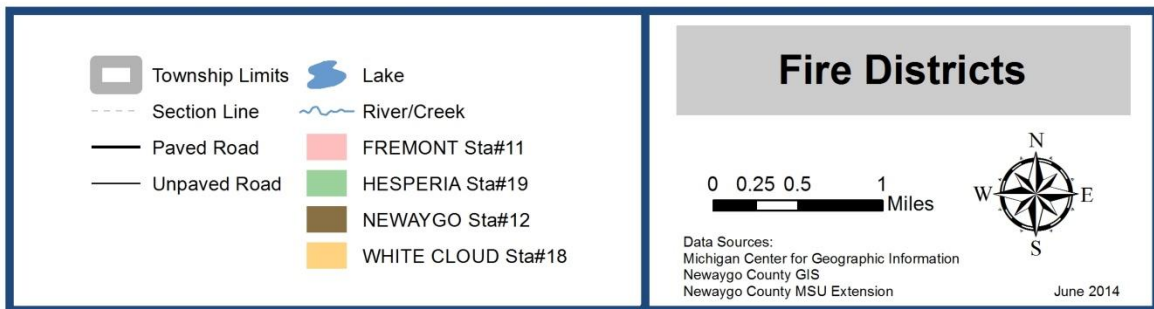 Township Limits
Section Line
Paved Road
Unpaved Road
Lake
River/Creek
FREMONT Sta#11
HESPERIA Sta#19
NEWAYGO Sta#12
WHITE CLOUD Sta#18
Fire Districts
0 0.25 0.5 1
Miles
N
W E
S
Data Sources:
Michigan Center for Geographic Information
Newaygo County GIS
Newaygo County MSU Extension
June 2014